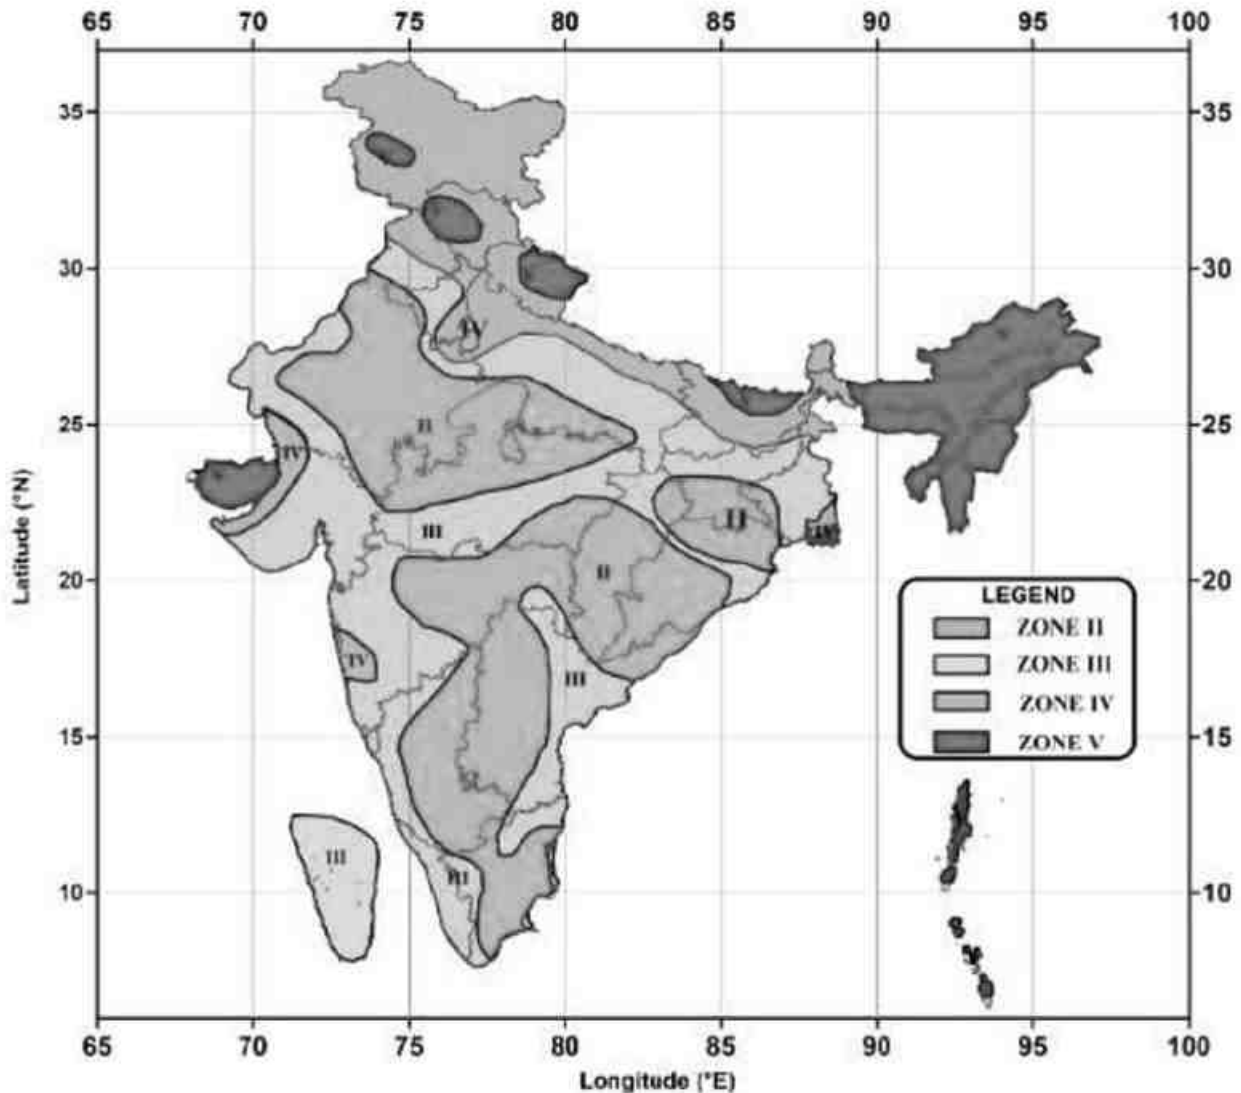 65 70 75 80 85 90 95 100
35 35
30 30
IV
25 II 25
IV
III II IV
II
20 20
LEGEND
ZONE II
IV ZONE III
III
ZONE IV
15 ZONE V 15
III
III
10 10
65 70 75 80 85 90 95 100
Longitude (°E)
Latitude (°N)